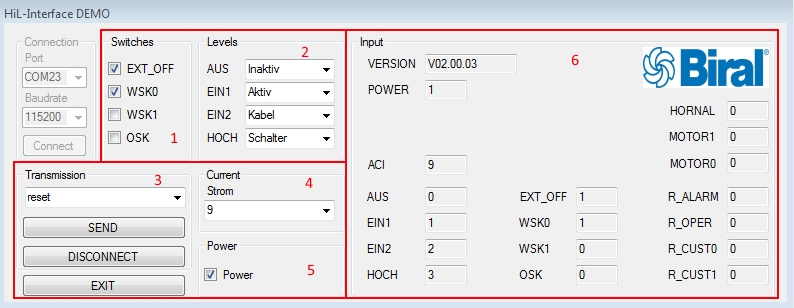 HiL-Interface DEMO
Connection
Port
COM23
Baudrate
115200
Connect
Switches
EXT_OFF
WSK0
WSK1
OSK
1
Levels
2
AUS Inaktiv
EIN1 Aktiv
EIN2 Kabel
HOCH Schalter
Transmission
3
reset
SEND
DISCONNECT
EXIT
Current
Strom
4
9
Power
Power
5
Input
6
Biral
VERSION V02.00.03
POWER 1
HORNAL 0
MOTOR1 0
ACI 9 MOTOR0 0
AUS 0 EXT_OFF 1 R_ALARM 0
EIN1 1 WSK0 1 R_OPER 0
EIN2 2 WSK1 0 R_CUST0 0
HOCH 3 OSK 0 R_CUST1 0